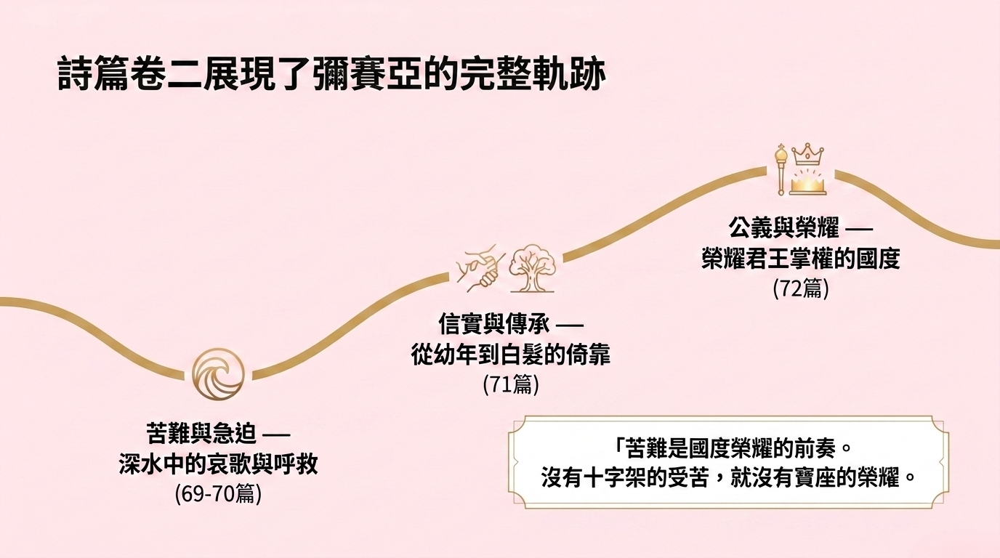 詩篇卷二展現了彌賽亞的完整軌跡
公義與榮耀 —
榮耀君王掌權的國度
(72篇)
信實與傳承 —
從幼年到白髮的倚靠
(71篇)
苦難與急迫 —
深水中的哀歌與呼救
(69-70篇)
「苦難是國度榮耀的前奏。
沒有十字架的受苦，就沒有寶座的榮耀。